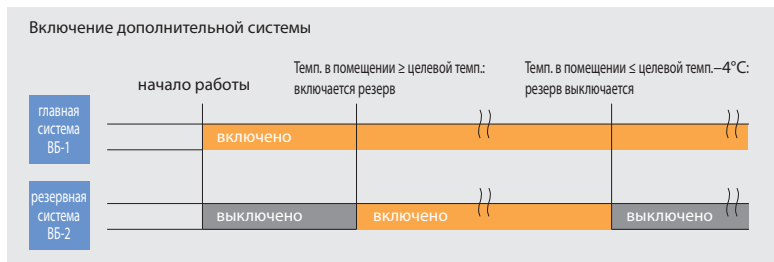 Включение дополнительной системы
начало работы
Темп. в помещении ≥ целевой темп.:
включается резерв
Темп. в помещении ≤ целевой темп.–4°C:
резерв выключается
главная
система
ВБ-1
включено
резервная
система
ВБ-2
выключено
включено
выключено